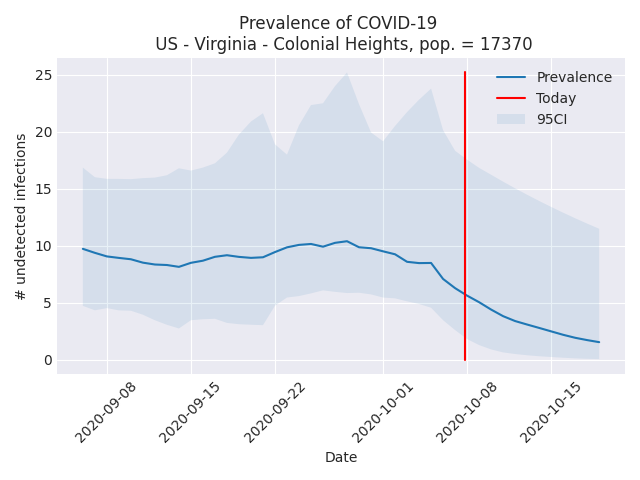 Prevalence of COVID-19
US - Virginia - Colonial Heights, pop. = 17370
Prevalence
Today
95CI
# undetected infections
25
20
15
10
5
0
2020-09-08
2020-09-15
2020-09-22
2020-10-01
2020-10-08
2020-10-15
Date